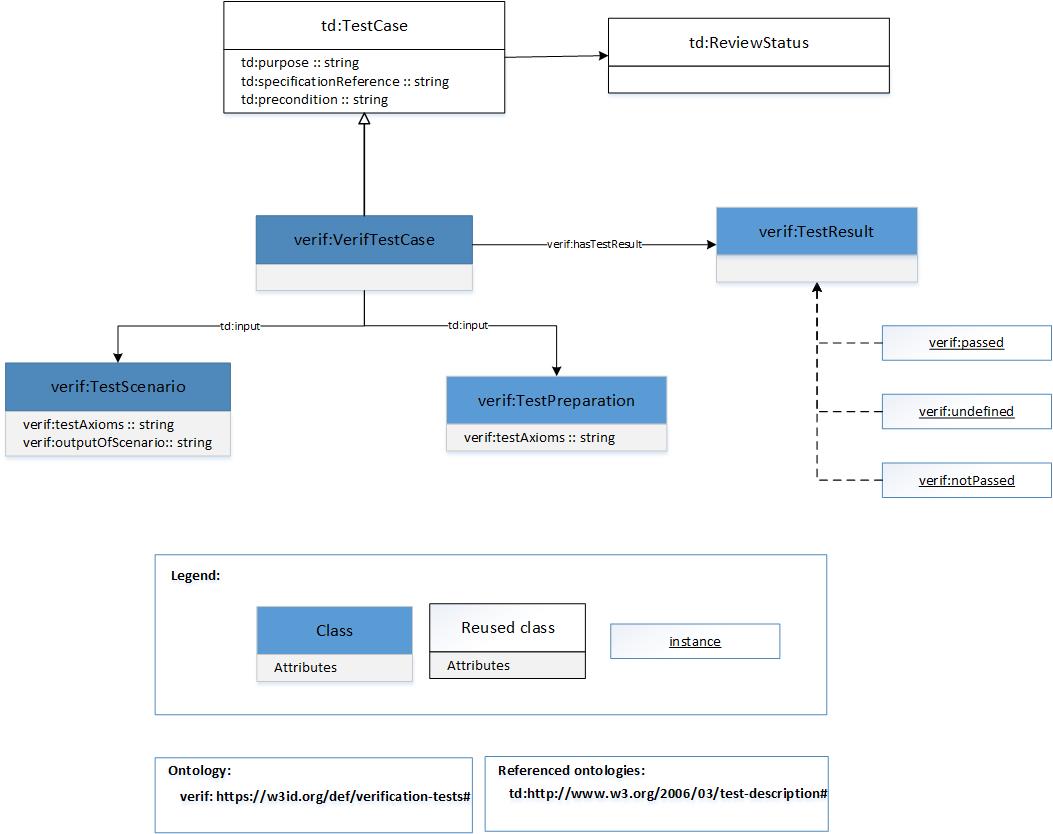 td:TestCase
td:purpose :: string
td:specificationReference :: string
td:precondition :: string
td:ReviewStatus
verif:VerifTestCase
verif:hasTestResult
verif:TestResult
td:input
td:input
verif:passed
verif:undefined
verif:notPassed
verif:TestScenario
verif:testAxioms :: string
verif:outputOfScenario:: string
verif:TestPreparation
verif:testAxioms :: string
Legend:
Class
Attributes
Reused class
Attributes
instance
Ontology:
verif: https://w3id.org/def/verification-tests#
Referenced ontologies:
td:http://www.w3.org/2006/03/test-description#